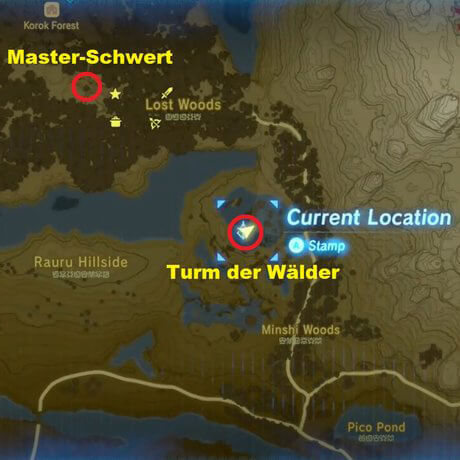 Korok Forest
Master-Schwert
Lost Woods
Current Location
A Stamp
Rauru Hillside
Turm der Wälder
Minshi Woods
Pico Pond